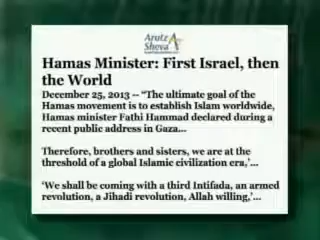 Arutz
Sheva
Hamas Minister: First Israel, then
the World
December 25, 2013 -- “The ultimate goal of the
Hamas movement is to establish Islam worldwide,
Hamas minister Fathi Hammad declared during a
recent public address in Gaza...
Therefore, brothers and sisters, we are at the
threshold of a global Islamic civilization era,’...
‘We shall be coming with a third Intifada, an armed
revolution, a Jihadi revolution, Allah willing,’...